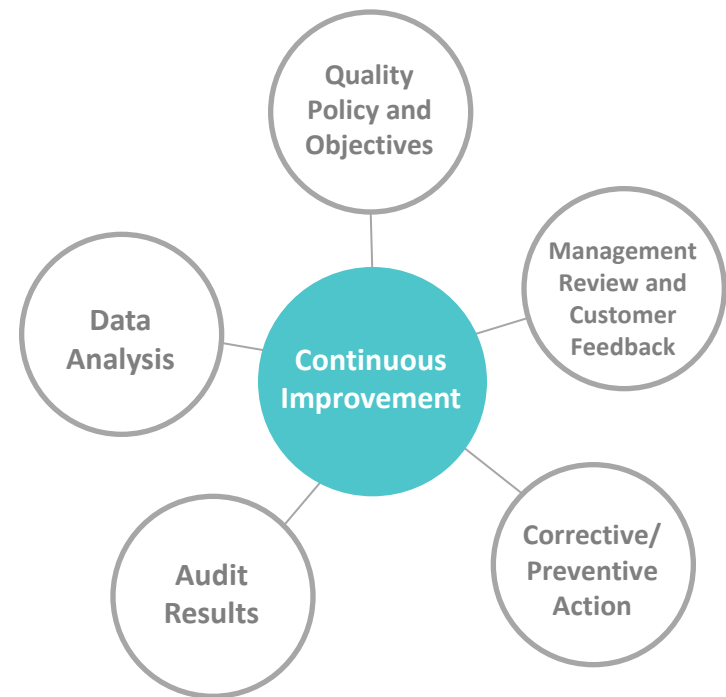 Quality
Policy and
Objectives
Management
Review and
Customer
Feedback
Data
Analysis
Continuous
Improvement
Corrective/
Preventive
Action
Audit
Results